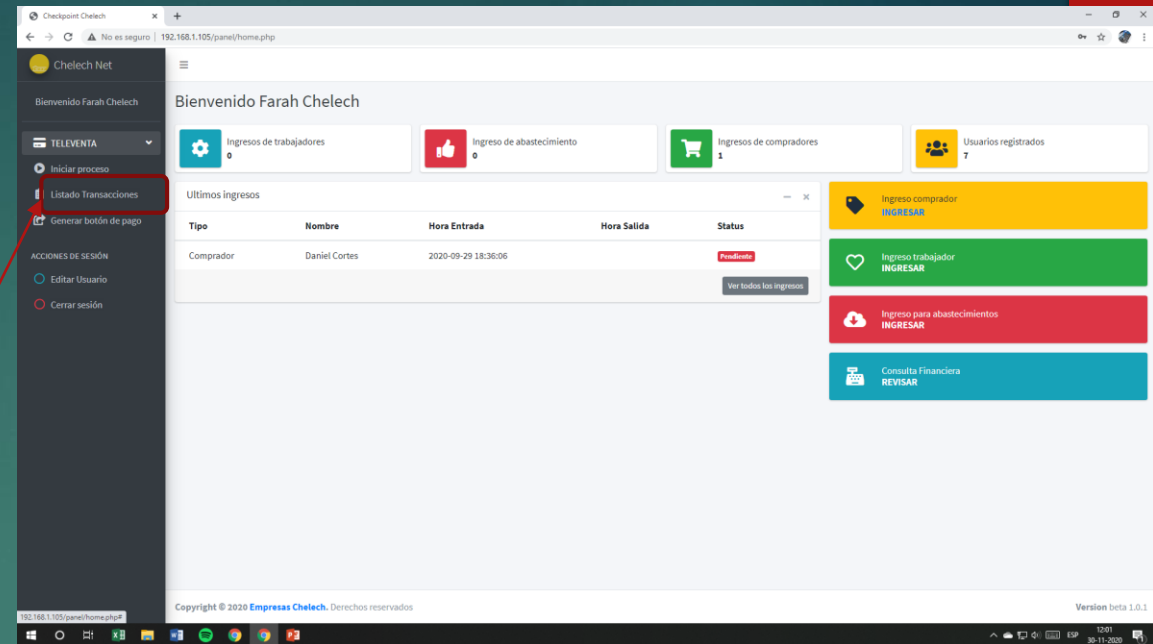 Checkpoint Chelech
No es seguro | 192.168.1.105/panel/home.php
Chelech Net
Bienvenido Farah Chelech
TELEVENTA
Iniciar proceso
Listado Transacciones
Generar botón de pago
ACCIONES DE SESIÓN
Editar Usuario
Cerrar sesión
Bienvenido Farah Chelech
Ingresos de trabajadores
0
Ingreso de abastecimiento
0
Ingresos de compradores
1
Usuarios registrados
7
Ultimos ingresos
Tipo Nombre Hora Entrada Hora Salida Status
Comprador Daniel Cortes 2020-09-29 18:36:06 Pendiente
Ver todos los ingresos
Ingreso comprador
INGRESAR
Ingreso trabajador
INGRESAR
Ingreso para abastecimientos
INGRESAR
Consulta Financiera
REVISAR
Copyright © 2020 Empresas Chelech. Derechos reservados
Version beta 1.0.1
192.168.1.105/panel/home.php#
ESP
12:01
30-11-2020